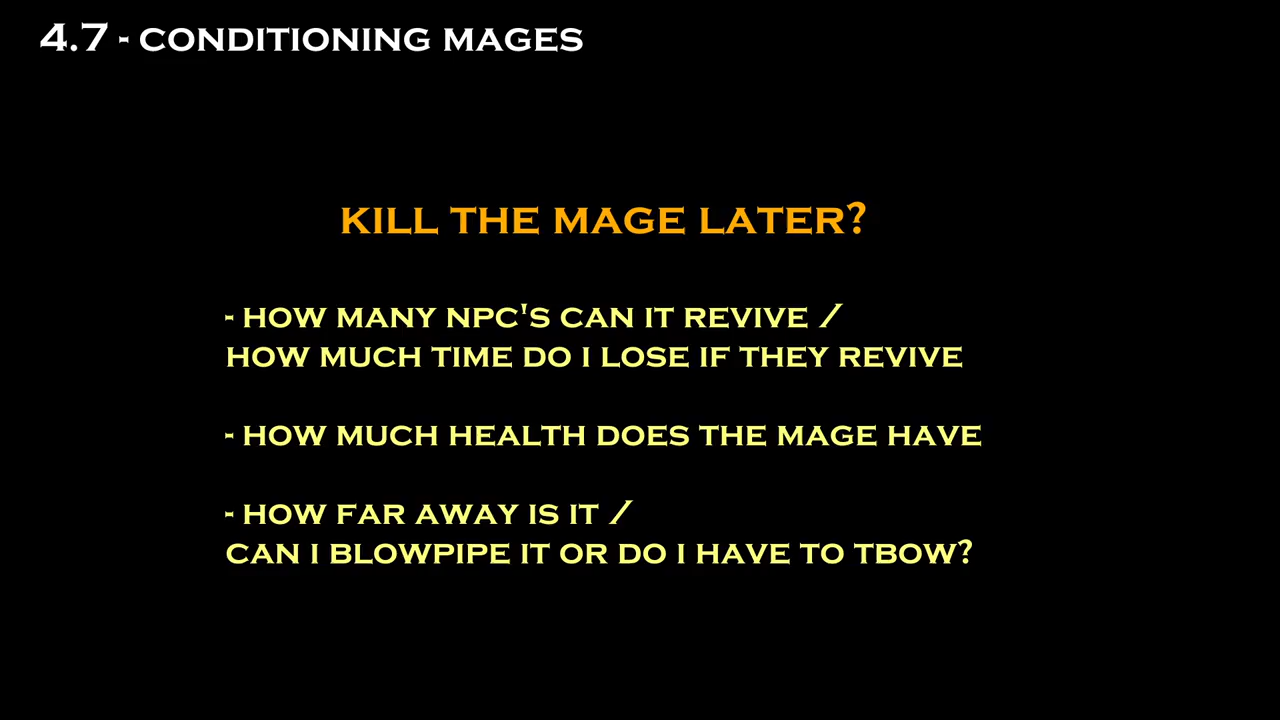 4.7 - CONDITIONING MAGES
KILL THE MAGE LATER?
- HOW MANY NPC'S CAN IT REVIVE /
HOW MUCH TIME DO I LOSE IF THEY REVIVE
- HOW MUCH HEALTH DOES THE MAGE HAVE
- HOW FAR AWAY IS IT /
CAN I BLOWPIPE IT OR DO I HAVE TO TBOW?